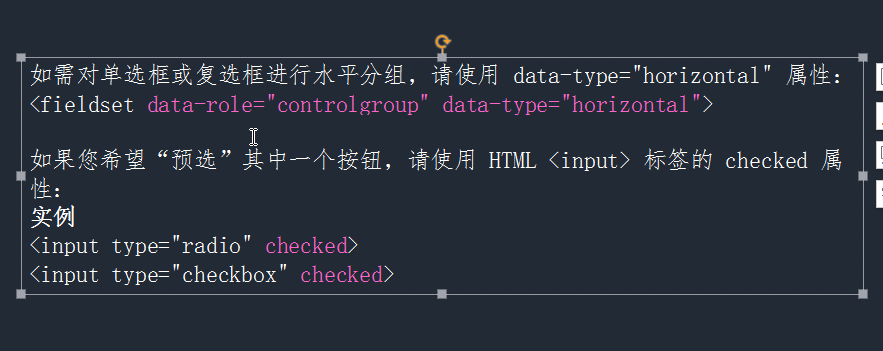 如需对单选框或复选框进行水平分组，请使用 data-type="horizontal" 属性：
<fieldset data-role="controlgroup" data-type="horizontal">
如果您希望“预选”其中一个按钮，请使用 HTML <input> 标签的 checked 属
性：
实例
<input type="radio" checked>
<input type="checkbox" checked>